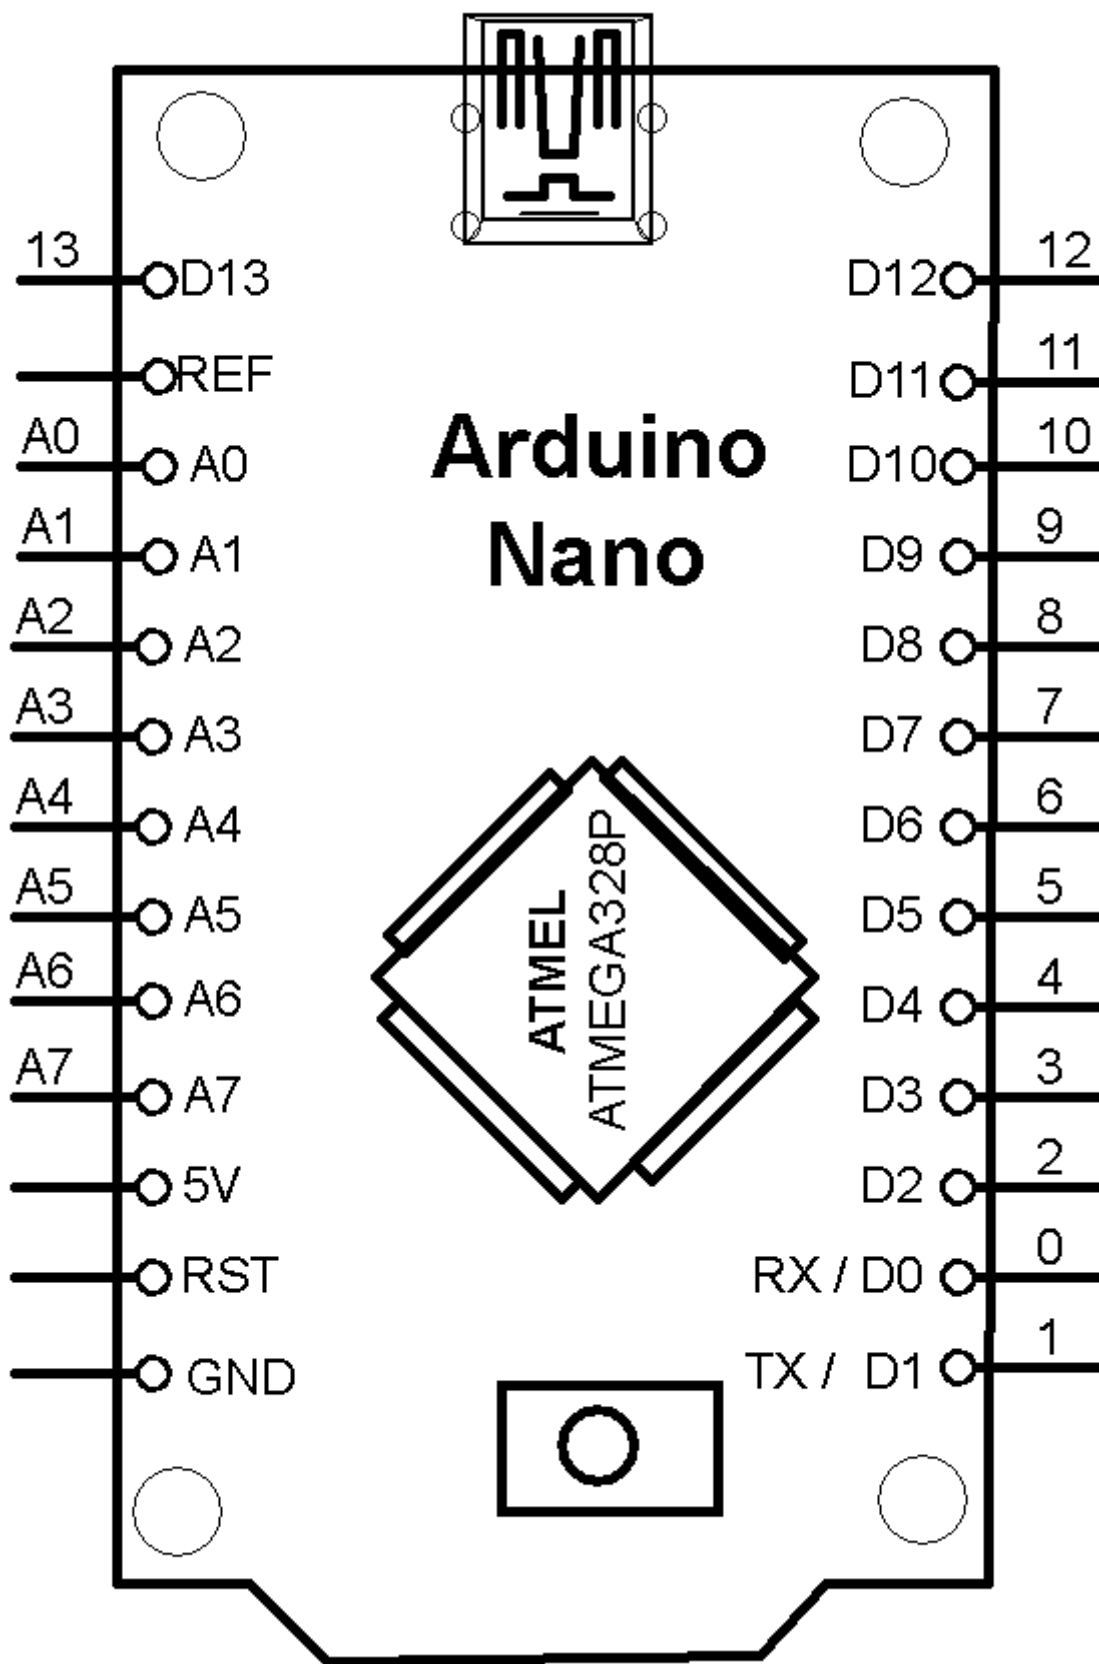 13
D13
D12
12
REF
D11
11
A0
A0
D10
10
Arduino
Nano
A1
A1
D9
9
A2
A2
D8
8
A3
A3
D7
7
A4
A4
D6
6
A5
A5
D5
5
A6
A6
D4
4
A7
A7
D3
3
ATMEL
ATMEGA328P
5V
D2
2
RST
RX / D0
0
GND
TX / D1
1